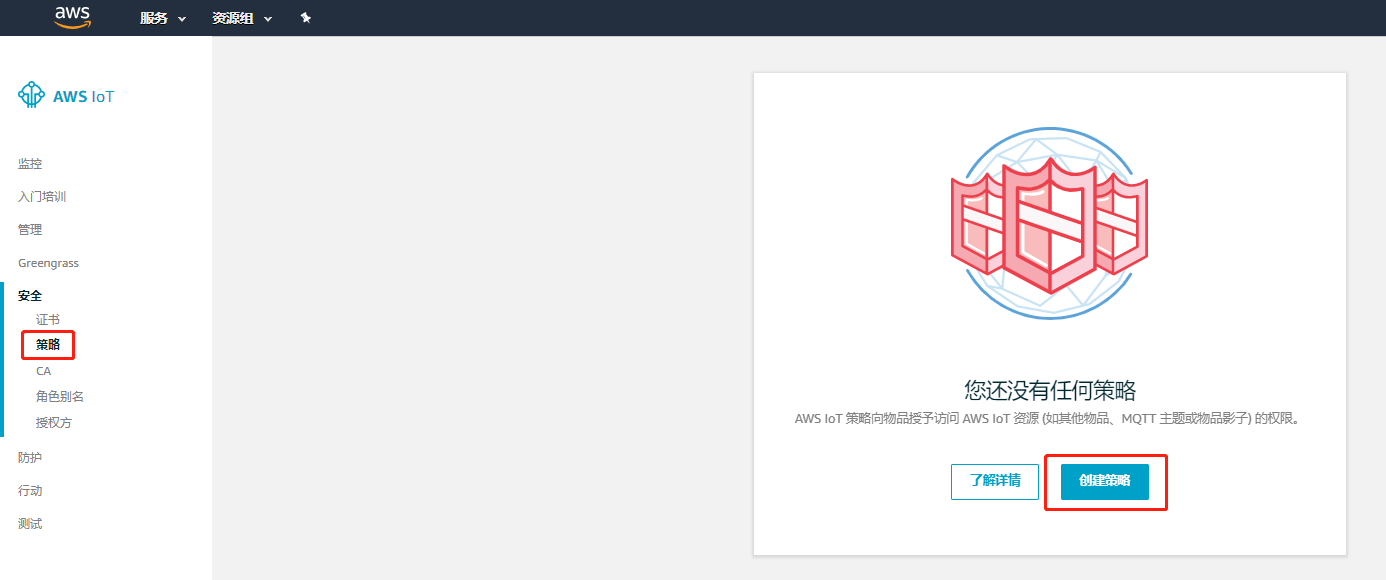 aws 服务 资源组
AWS IoT
监控
入门培训
管理
Greengrass
安全
证书
策略
CA
角色别名
授权方
防护
行动
测试
您还没有任何策略
AWS IoT 策略向物品授予访问 AWS IoT 资源 (如其他物品、MQTT 主题或物品影子) 的权限。
了解详情 创建策略